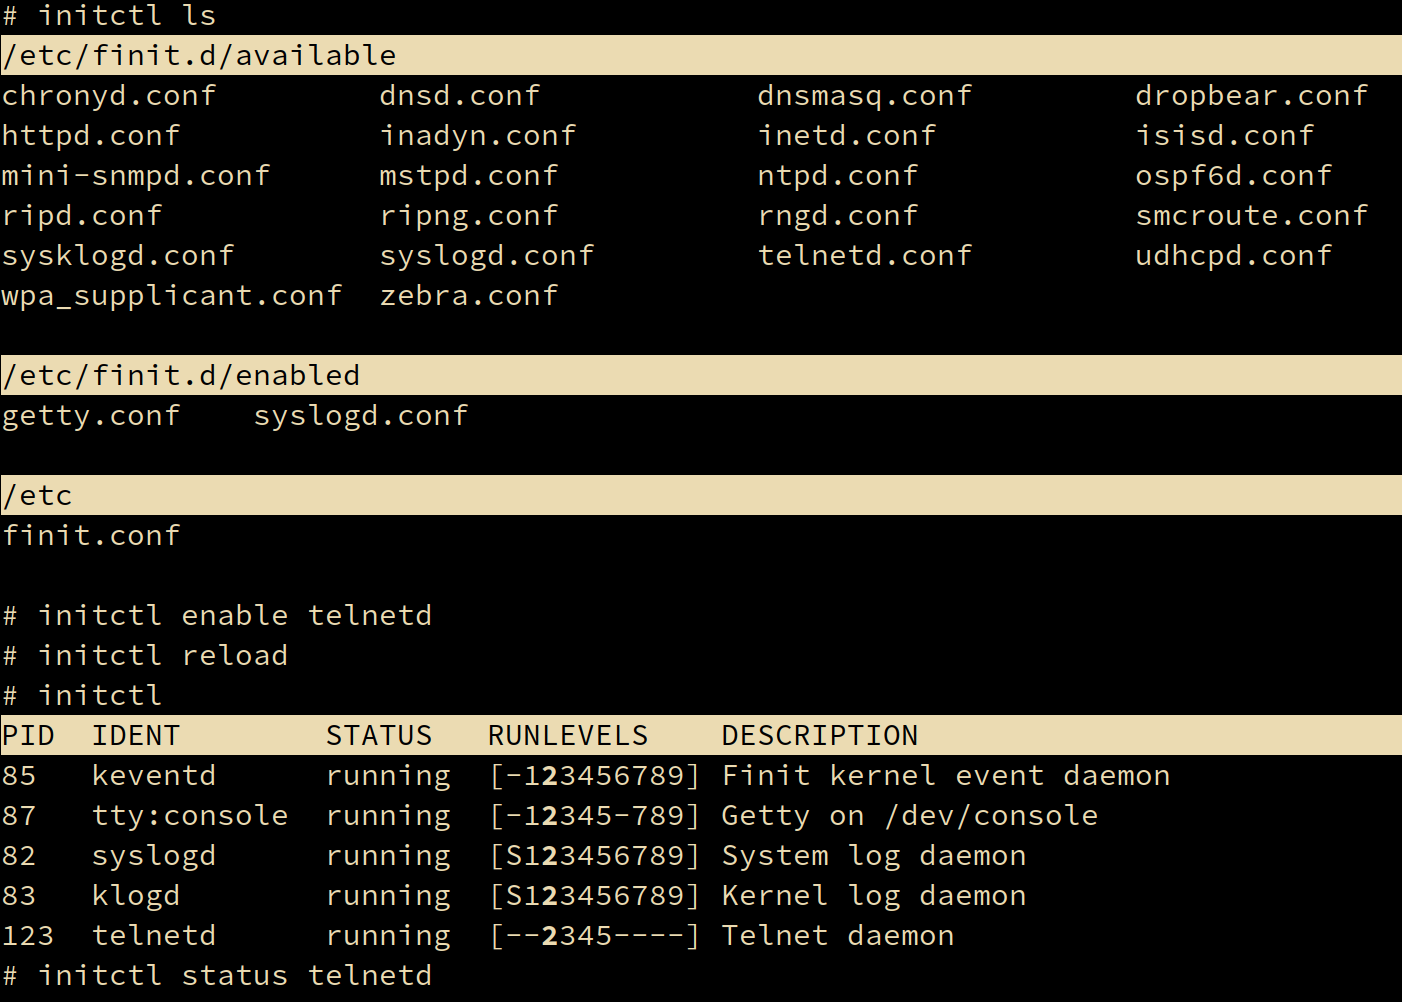 # initctl ls
/etc/finit.d/available
chronyd.conf         dnsd.conf            dnsmasq.conf         dropbear.conf
httpd.conf           inadyn.conf          inetd.conf           isisd.conf
mini-snmpd.conf      mstpd.conf           ntpd.conf            ospf6d.conf
ripd.conf            ripng.conf           rngd.conf            smcroute.conf
sysklogd.conf        syslogd.conf         telnetd.conf         udhcpd.conf
wpa_supplicant.conf  zebra.conf
/etc/finit.d/enabled
getty.conf    syslogd.conf
/etc
finit.conf
# initctl enable telnetd
# initctl reload
# initctl
PID  IDENT        STATUS   RUNLEVELS    DESCRIPTION
85   keventd      running  [-123456789] Finit kernel event daemon
87   tty:console  running  [-12345-789] Getty on /dev/console
82   syslogd      running  [S123456789] System log daemon
83   klogd        running  [S123456789] Kernel log daemon
123  telnetd      running  [--2345----] Telnet daemon
# initctl status telnetd